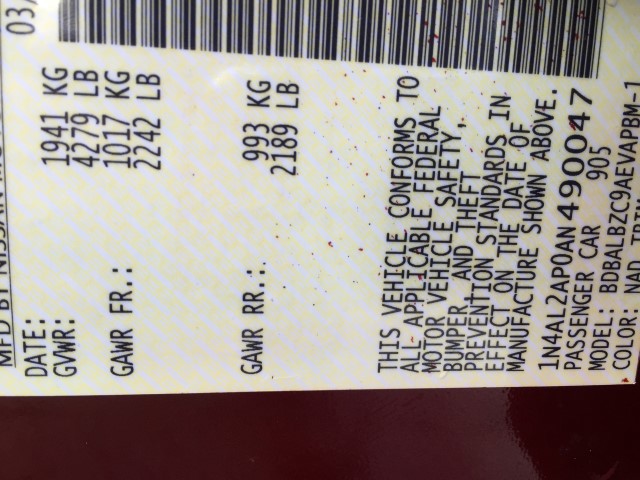 MFD BY NISSAN
DATE: 03/
GVWR: 1941 KG
4279 LB
GAWR FR.: 1017 KG
2242 LB
GAWR RR.: 993 KG
2189 LB
THIS VEHICLE CONFORMS TO
ALL APPLICABLE FEDERAL
MOTOR VEHICLE SAFETY,
BUMPER, AND THEFT
PREVENTION STANDARDS IN
EFFECT ON THE DATE OF
MANUFACTURE SHOWN ABOVE.
1N4AL2AP0AN490047
PASSENGER CAR 905
MODEL: BDBALBZC9AEVAPBM-1
COLOR: NAD TRIM